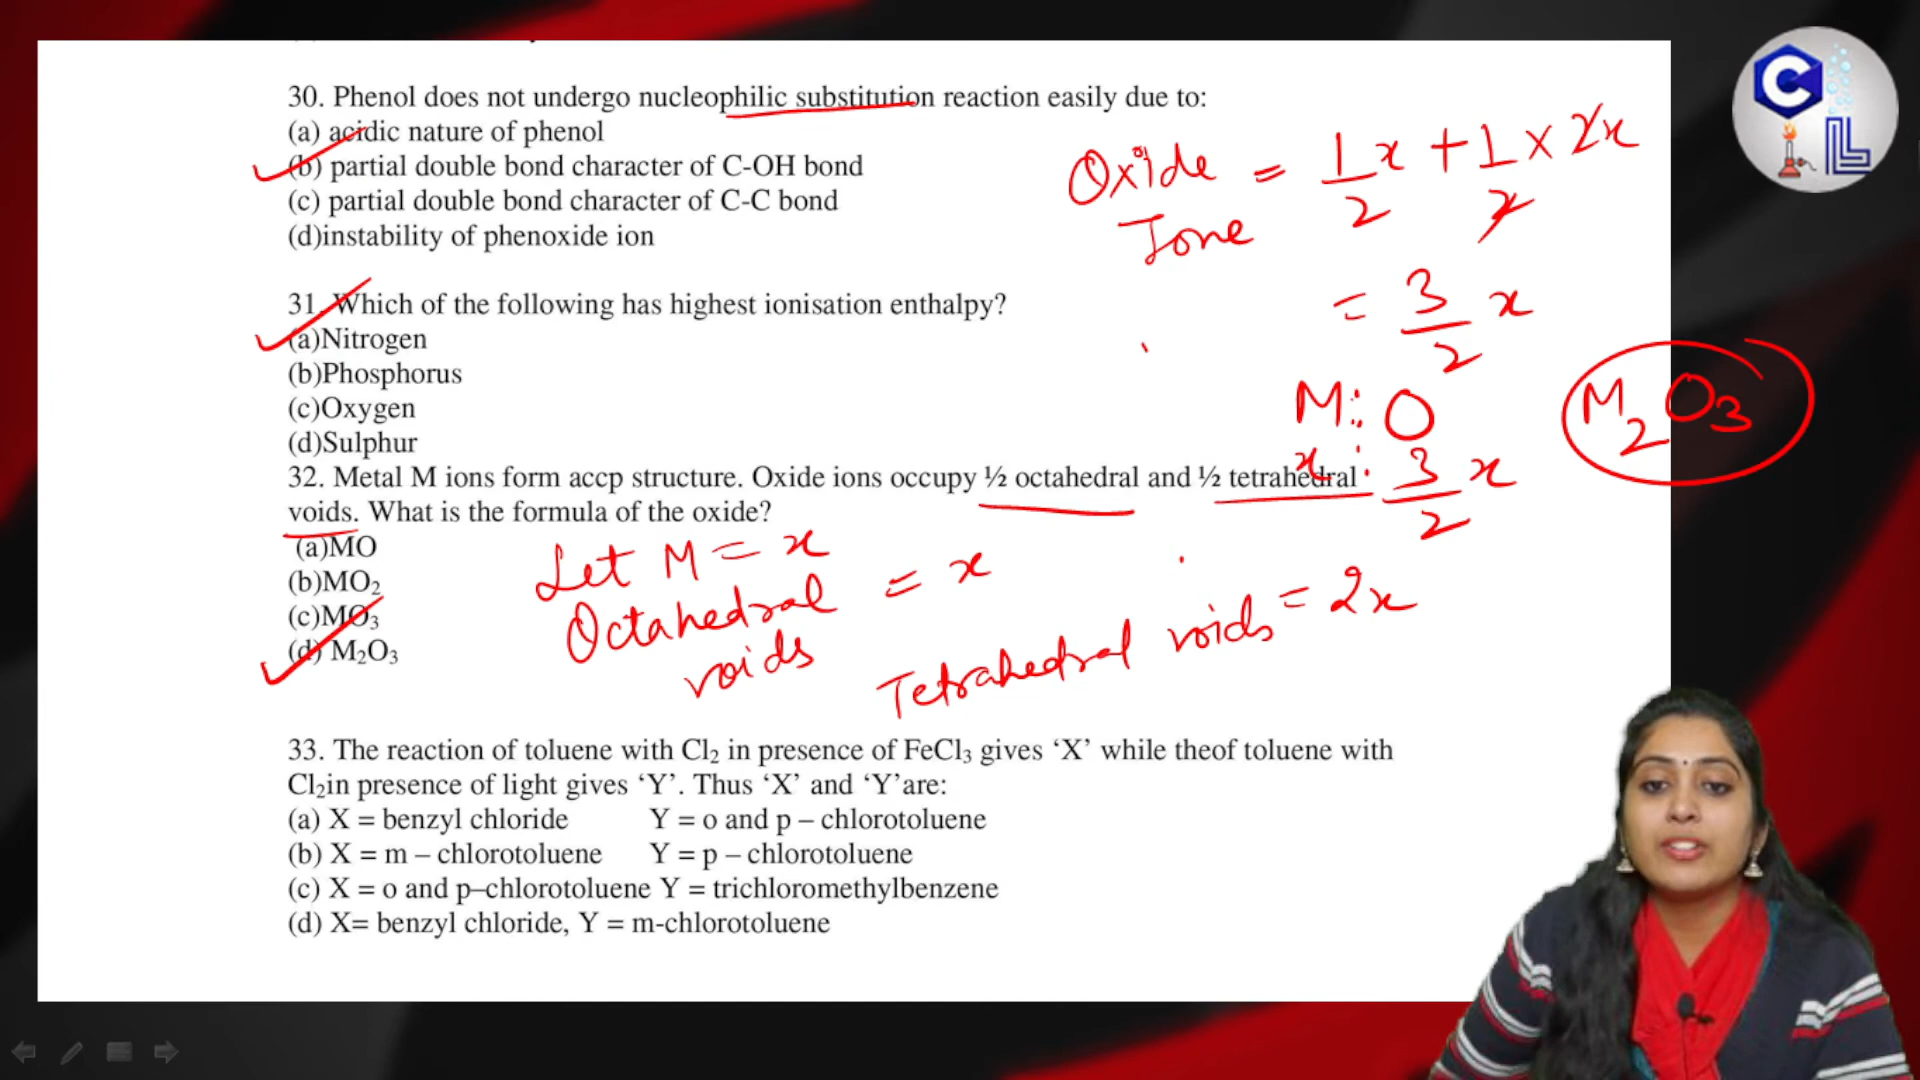 30. Phenol does not undergo nucleophilic substitution reaction easily due to:
(a) acidic nature of phenol
(b) partial double bond character of C-OH bond
(c) partial double bond character of C-C bond
(d)instability of phenoxide ion
Oxide = 1/2 x + 1/2 × 2x
Ione
= 3/2 x
31. Which of the following has highest ionisation enthalpy?
(a)Nitrogen
(b)Phosphorus
(c)Oxygen
(d)Sulphur
M : O
M₂O₃
x : 3/2 x
32. Metal M ions form accp structure. Oxide ions occupy ½ octahedral and ½ tetrahedral
voids. What is the formula of the oxide?
(a)MO
(b)MO₂
(c)MO₃
(d) M₂O₃
Let M = x
Octahedral voids = x
Tetrahedral voids = 2x
33. The reaction of toluene with Cl₂ in presence of FeCl₃ gives ‘X’ while theof toluene with
Cl₂in presence of light gives ‘Y’. Thus ‘X’ and ‘Y’are:
(a) X = benzyl chloride Y = o and p – chlorotoluene
(b) X = m – chlorotoluene Y = p – chlorotoluene
(c) X = o and p–chlorotoluene Y = trichloromethylbenzene
(d) X= benzyl chloride, Y = m-chlorotoluene
C L